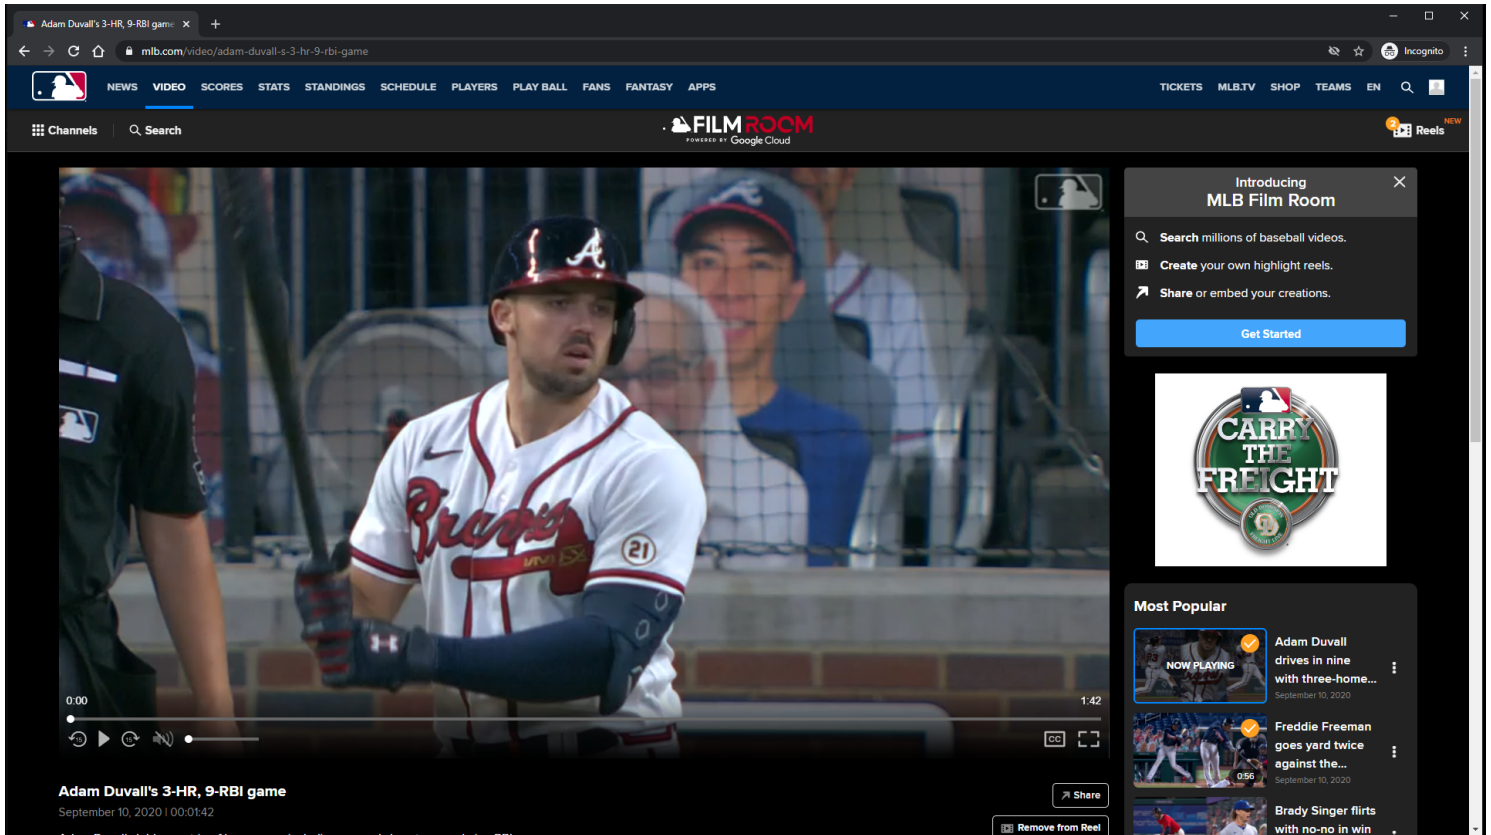 Adam Duvall's 3-HR, 9-RBI game
mlb.com/video/adam-duvall-s-3-hr-9-rbi-game
Incognito
NEWS VIDEO SCORES STATS STANDINGS SCHEDULE PLAYERS PLAY BALL FANS FANTASY APPS
TICKETS MLB.TV SHOP TEAMS EN
Channels
Search
FILM ROOM
POWERED BY Google Cloud
2
Reels
NEW
A
Braves
21
0:00
1:42
15
15
CC
Adam Duvall's 3-HR, 9-RBI game
September 10, 2020 | 00:01:42
Share
Remove from Reel
Introducing
MLB Film Room
Search millions of baseball videos.
Create your own highlight reels.
Share or embed your creations.
Get Started
CARRY
THE
FREIGHT
Most Popular
NOW PLAYING
Adam Duvall
drives in nine
with three-home...
September 10, 2020
0:56
Freddie Freeman
goes yard twice
against the...
September 10, 2020
Brady Singer flirts
with no-no in win